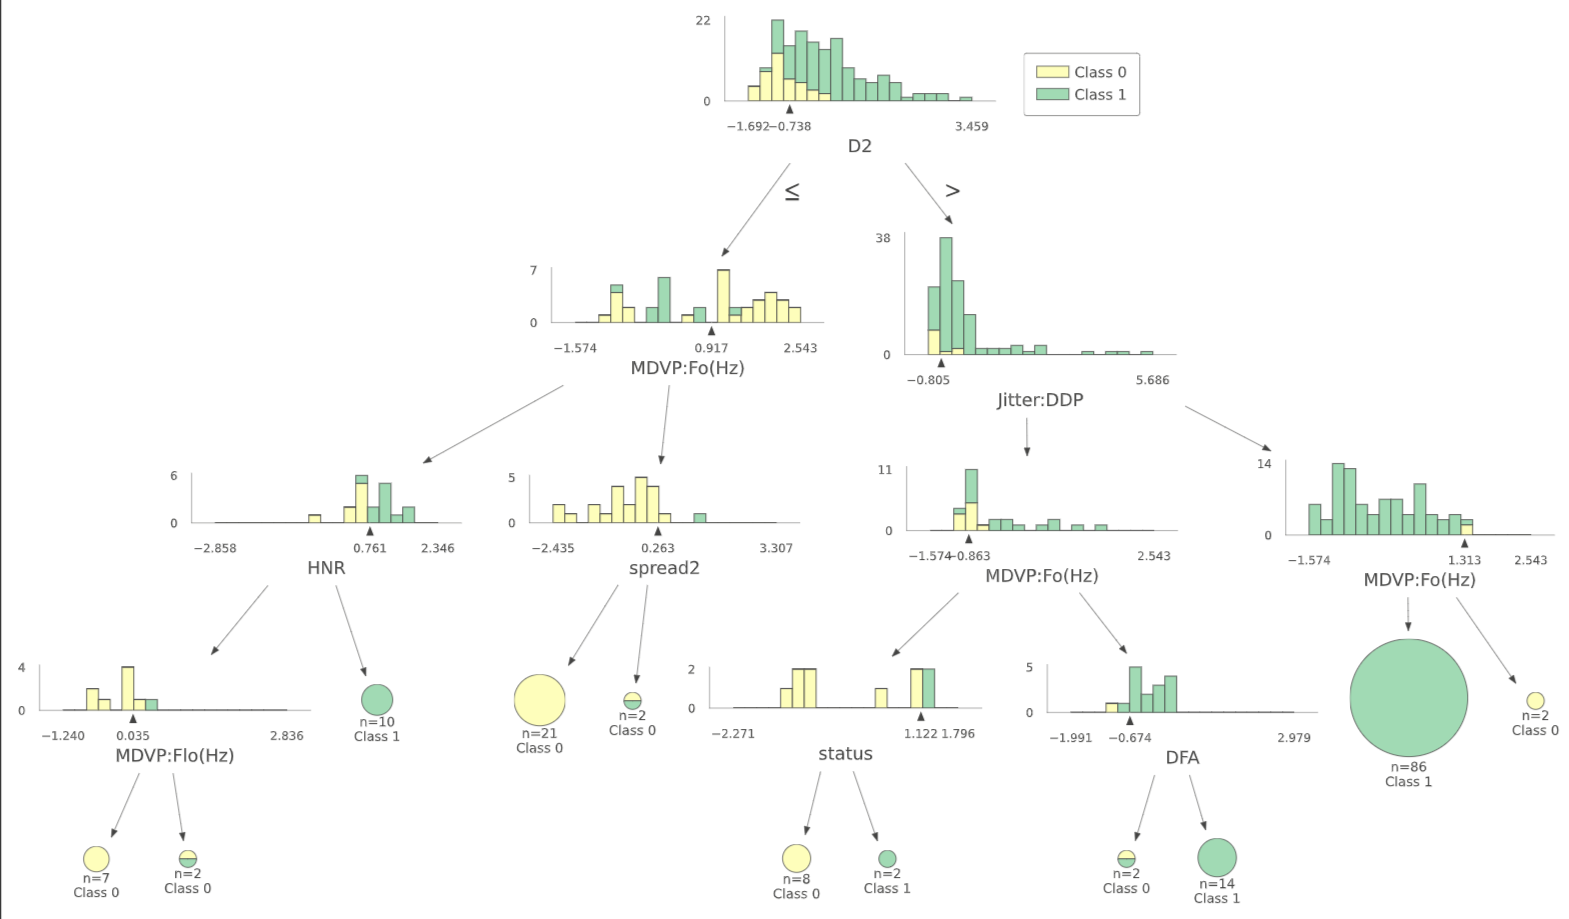 22
0
−1.692 −0.738 3.459
D2
Class 0
Class 1
≤
>
7
0
−1.574 0.917 2.543
MDVP:Fo(Hz)
38
0
−0.805 5.686
Jitter:DDP
6
0
−2.858 0.761 2.346
HNR
5
0
−2.435 0.263 3.307
spread2
11
0
−1.574 −0.863 2.543
MDVP:Fo(Hz)
14
0
−1.574 1.313 2.543
MDVP:Fo(Hz)
4
0
−1.240 0.035 2.836
MDVP:Flo(Hz)
n=10
Class 1
n=21
Class 0
n=2
Class 0
2
0
−2.271 1.122 1.796
status
5
0
−1.991 −0.674 2.979
DFA
n=86
Class 1
n=2
Class 0
n=7
Class 0
n=2
Class 0
n=8
Class 0
n=2
Class 1
n=2
Class 0
n=14
Class 1